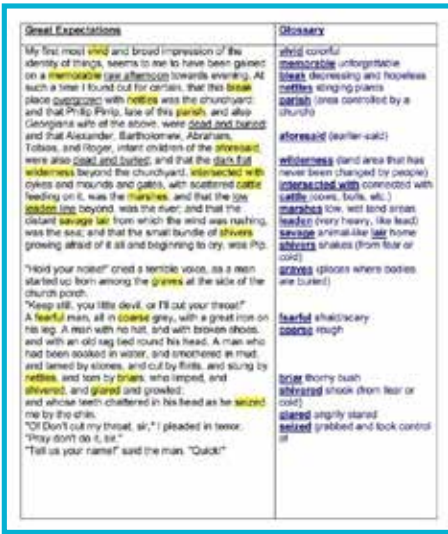 Great Expectations
My first most vivid and broad impression of the
identity of things, seems to me to have been gained
on a memorable raw afternoon towards evening. At
such a time I found out for certain, that this bleak
place overgrown with nettles was the churchyard;
and that Philip Pirrip, late of this parish, and also
Georgiana wife of the above, were dead and buried;
and that Alexander, Bartholomew, Abraham,
Tobias, and Roger, infant children of the aforesaid,
were also dead and buried; and that the dark flat
wilderness beyond the churchyard, intersected with
dykes and mounds and gates, with scattered cattle
feeding on it, was the marshes; and that the low
leaden line beyond, was the river; and that the
distant savage lair from which the wind was rushing,
was the sea; and that the small bundle of shivers
growing afraid of it all and beginning to cry, was Pip.
"Hold your noise!" cried a terrible voice, as a man
started up from among the graves at the side of the
church porch.
"Keep still, you little devil, or I'll cut your throat!"
A fearful man, all in coarse grey, with a great iron on
his leg. A man with no hat, and with broken shoes,
and with an old rag tied round his head. A man who
had been soaked in water, and smothered in mud,
and lamed by stones, and cut by flints, and stung by
nettles, and torn by briars; who limped, and
shivered, and glared and growled;
and whose teeth chattered in his head as he seized
me by the chin.
"O! Don't cut my throat, sir," I pleaded in terror.
"Pray don't do it, sir."
"Tell us your name!" said the man. "Quick!"
Glossary
vivid colorful
memorable unforgettable
bleak depressing and hopeless
nettles stinging plants
parish (area controlled by a
church)
aforesaid (earlier-said)
wilderness (land area that has
never been changed by people)
intersected with connected with
cattle (cows, bulls, etc.)
marshes low, wet land areas
leaden (very heavy, like lead)
savage animal-like lair home
shivers shakes (from fear or
cold)
graves (places where bodies
are buried)
fearful afraid/scary
coarse rough
briar thorny bush
shivered shook (from fear or
cold)
glared angrily stared
seized grabbed and took control
of